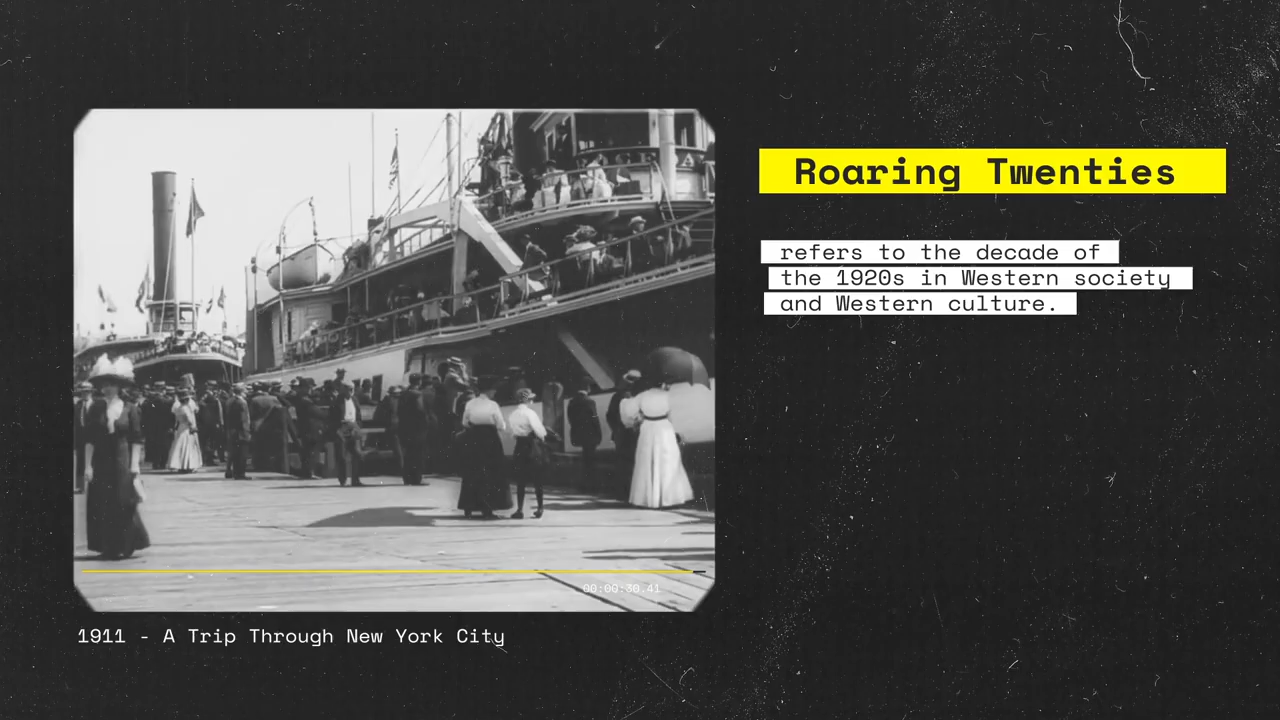 Roaring Twenties
refers to the decade of
the 1920s in Western society
and Western culture.
00:00:30.41
1911 - A Trip Through New York City